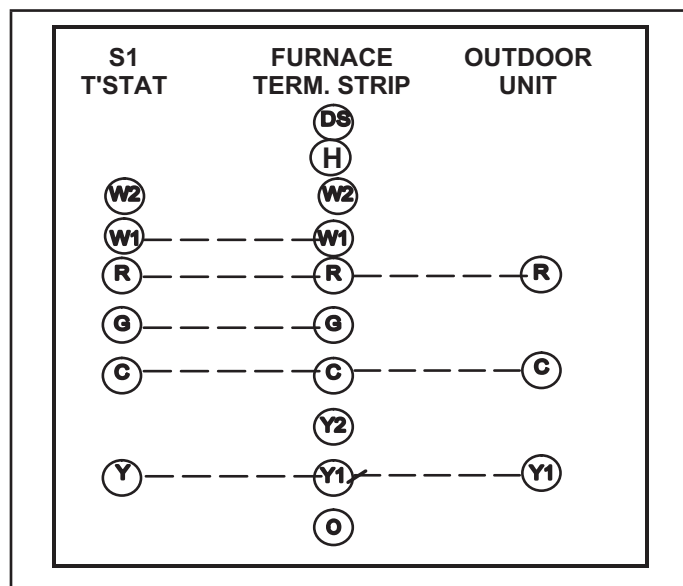 S1 FURNACE OUTDOOR
T'STAT TERM. STRIP UNIT
DS
H
W2 W2
W1 W1
R R R
G G
C C C
Y2
Y Y1 Y1
O